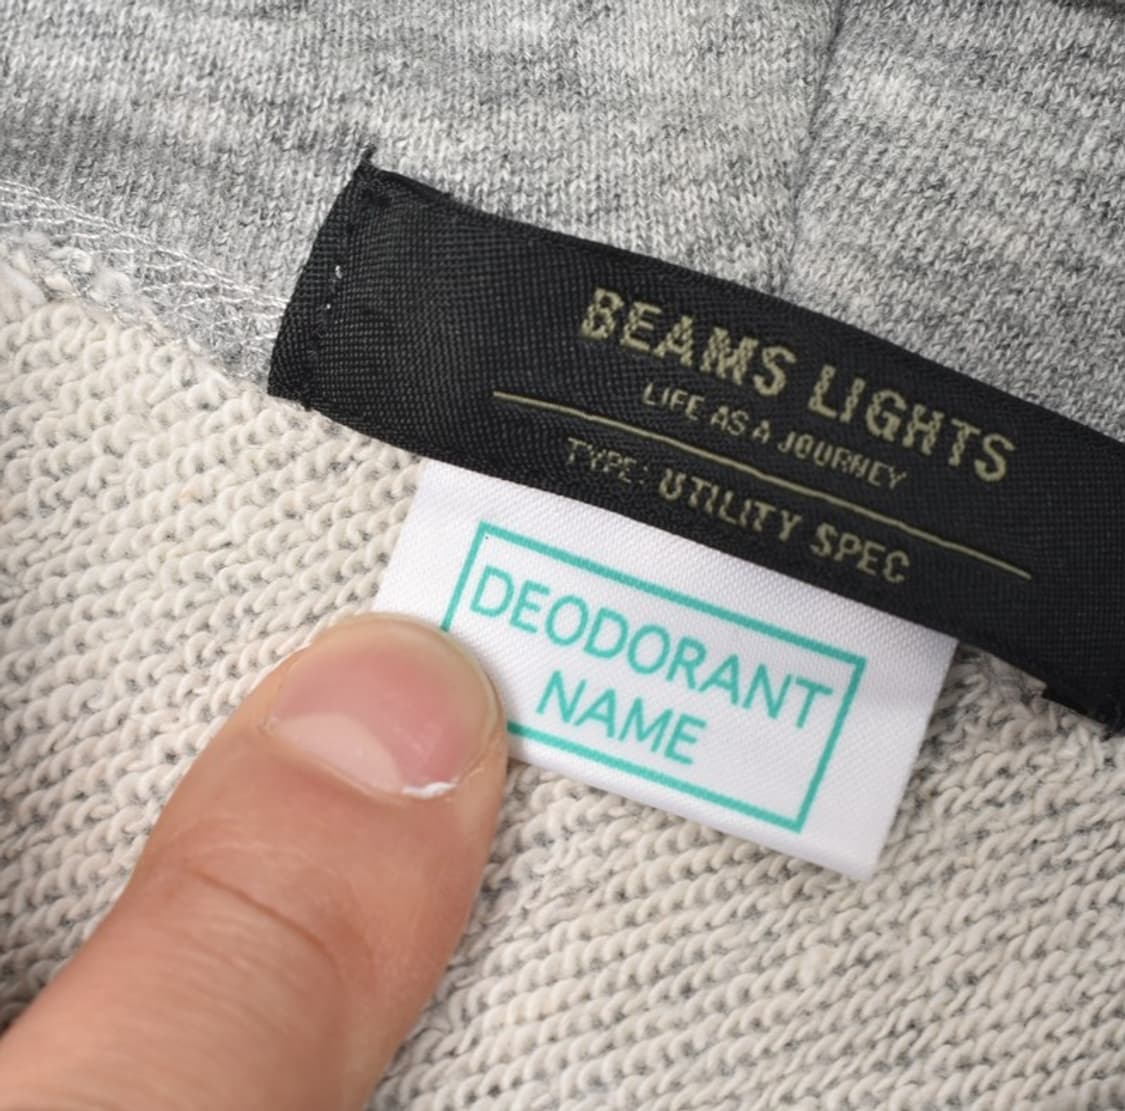 BEAMS LIGHTS
LIFE AS A JOURNEY
TYPE: UTILITY SPEC
DEODORANT
NAME